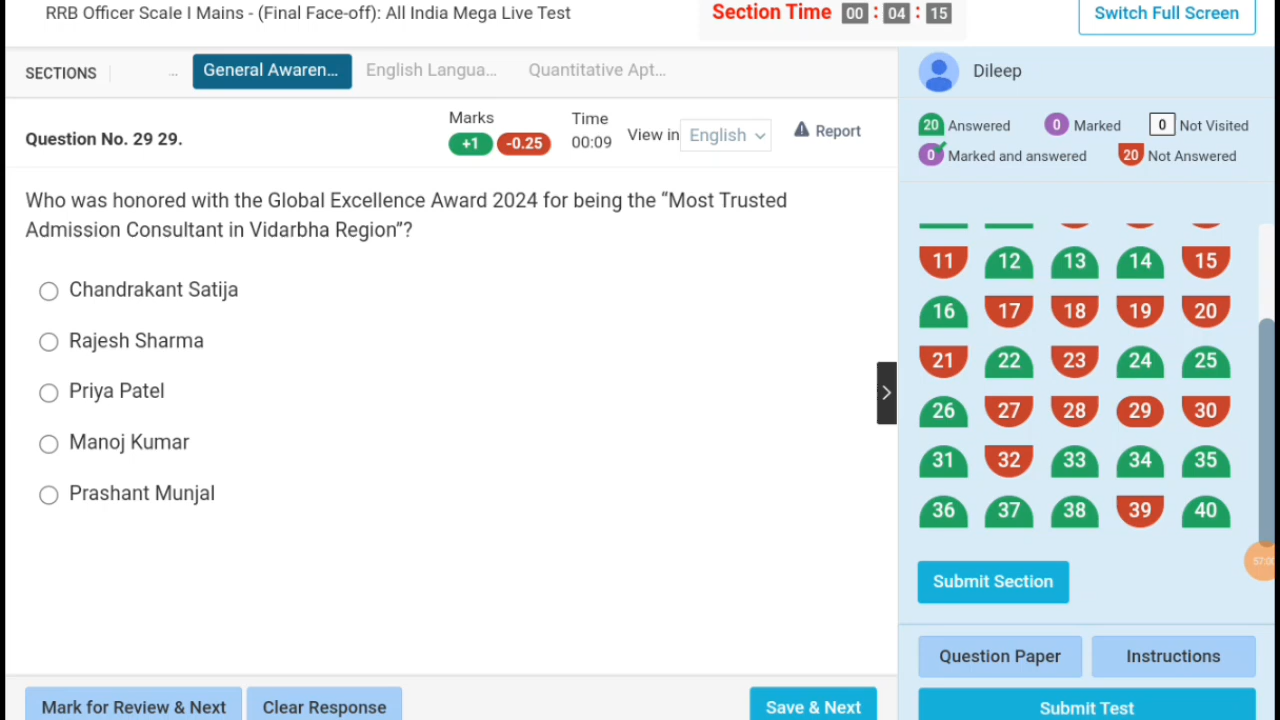 RRB Officer Scale I Mains - (Final Face-off): All India Mega Live Test
Section Time 00 : 04 : 15
Switch Full Screen
SECTIONS
...
General Awaren...
English Langua...
Quantitative Apt...
Dileep
Question No. 29 29.
Marks
+1 -0.25
Time
00:09
View in English
Report
20 Answered
0 Marked
0 Not Visited
0 Marked and answered
20 Not Answered
Who was honored with the Global Excellence Award 2024 for being the “Most Trusted
Admission Consultant in Vidarbha Region”?
Chandrakant Satija
Rajesh Sharma
Priya Patel
Manoj Kumar
Prashant Munjal
>
11 12 13 14 15
16 17 18 19 20
21 22 23 24 25
26 27 28 29 30
31 32 33 34 35
36 37 38 39 40
57:00
Submit Section
Question Paper
Instructions
Mark for Review & Next
Clear Response
Save & Next
Submit Test